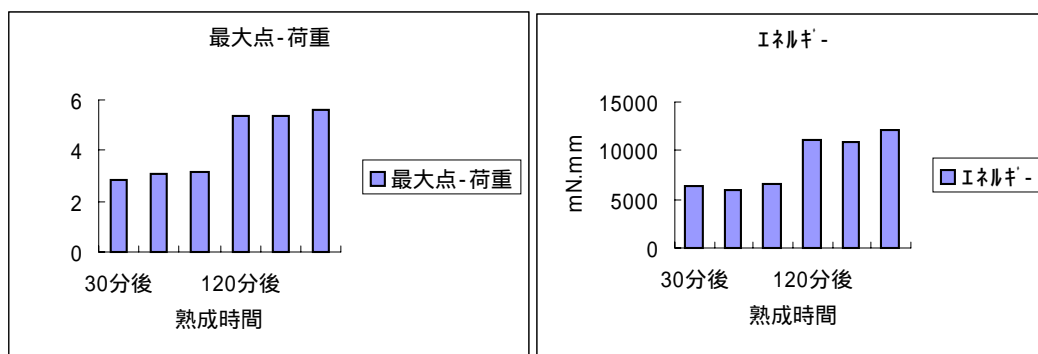 最大点-荷重
6
4
2
0
30分後 120分後
熟成時間
最大点-荷重
ｴﾈﾙｷﾞ-
mN.mm
15000
10000
5000
0
30分後 120分後
熟成時間
ｴﾈﾙｷﾞ-